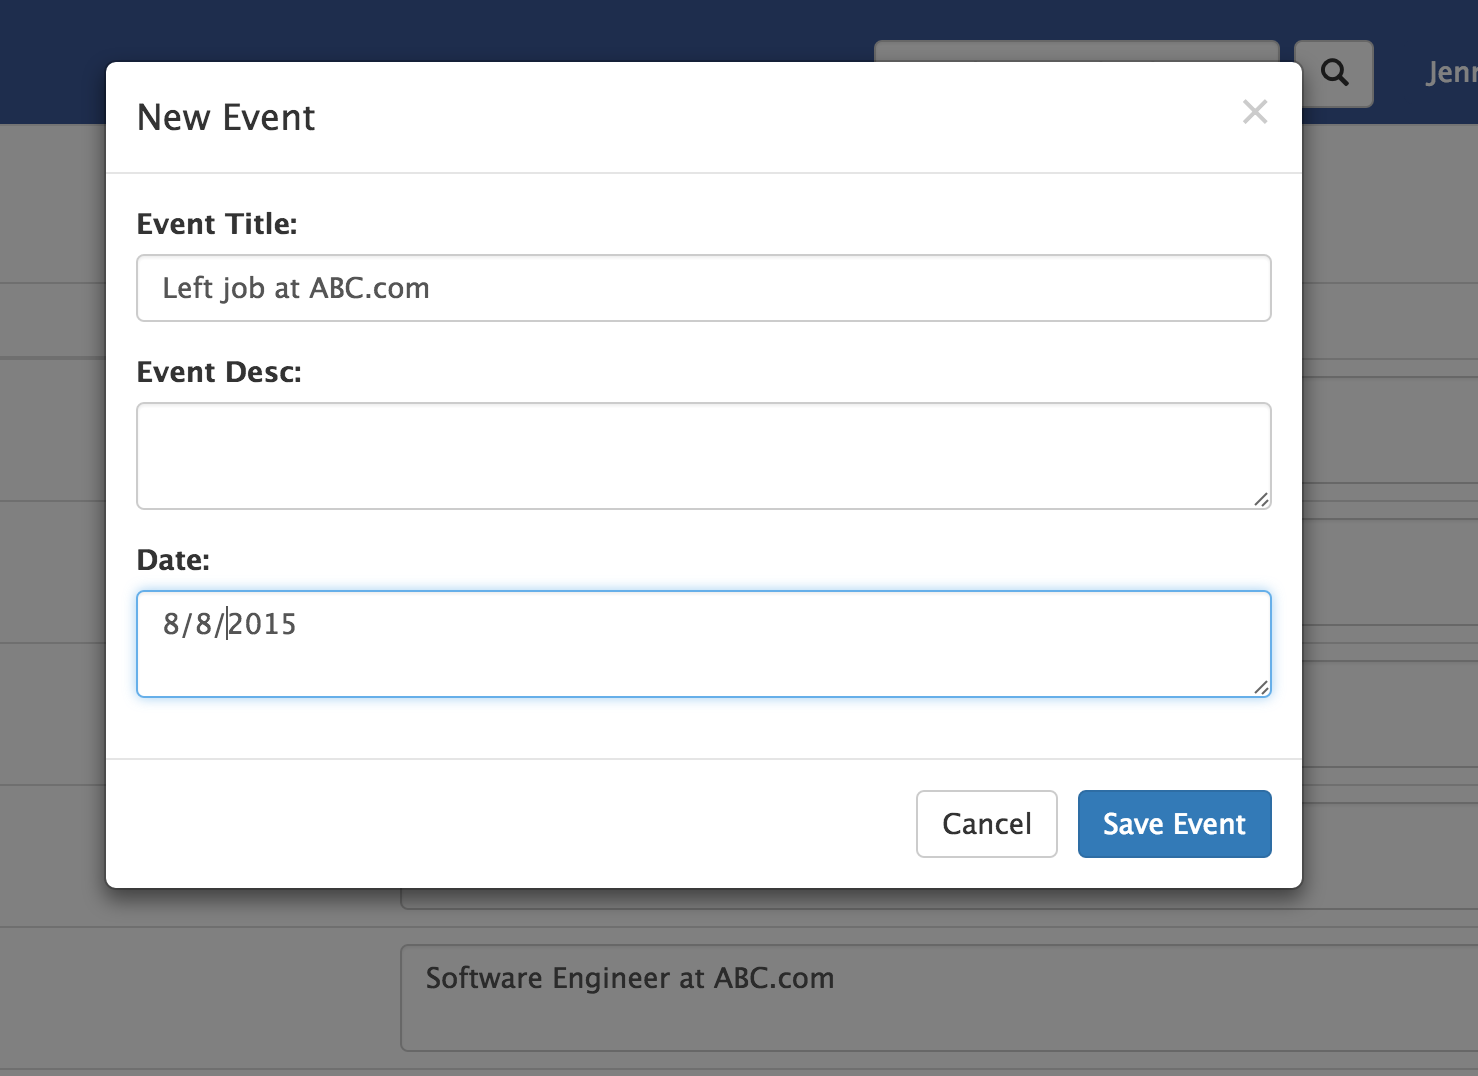 Jenn
New Event
Event Title:
Left job at ABC.com
Event Desc:
Date:
8/8/2015
Cancel
Save Event
Software Engineer at ABC.com